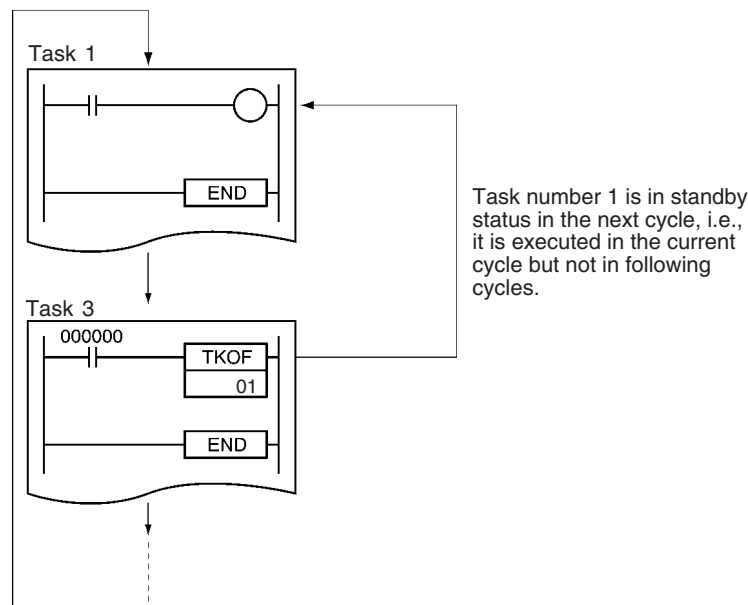 Task 1
END
Task number 1 is in standby
status in the next cycle, i.e.,
it is executed in the current
cycle but not in following
cycles.
Task 3
000000
TKOF
01
END